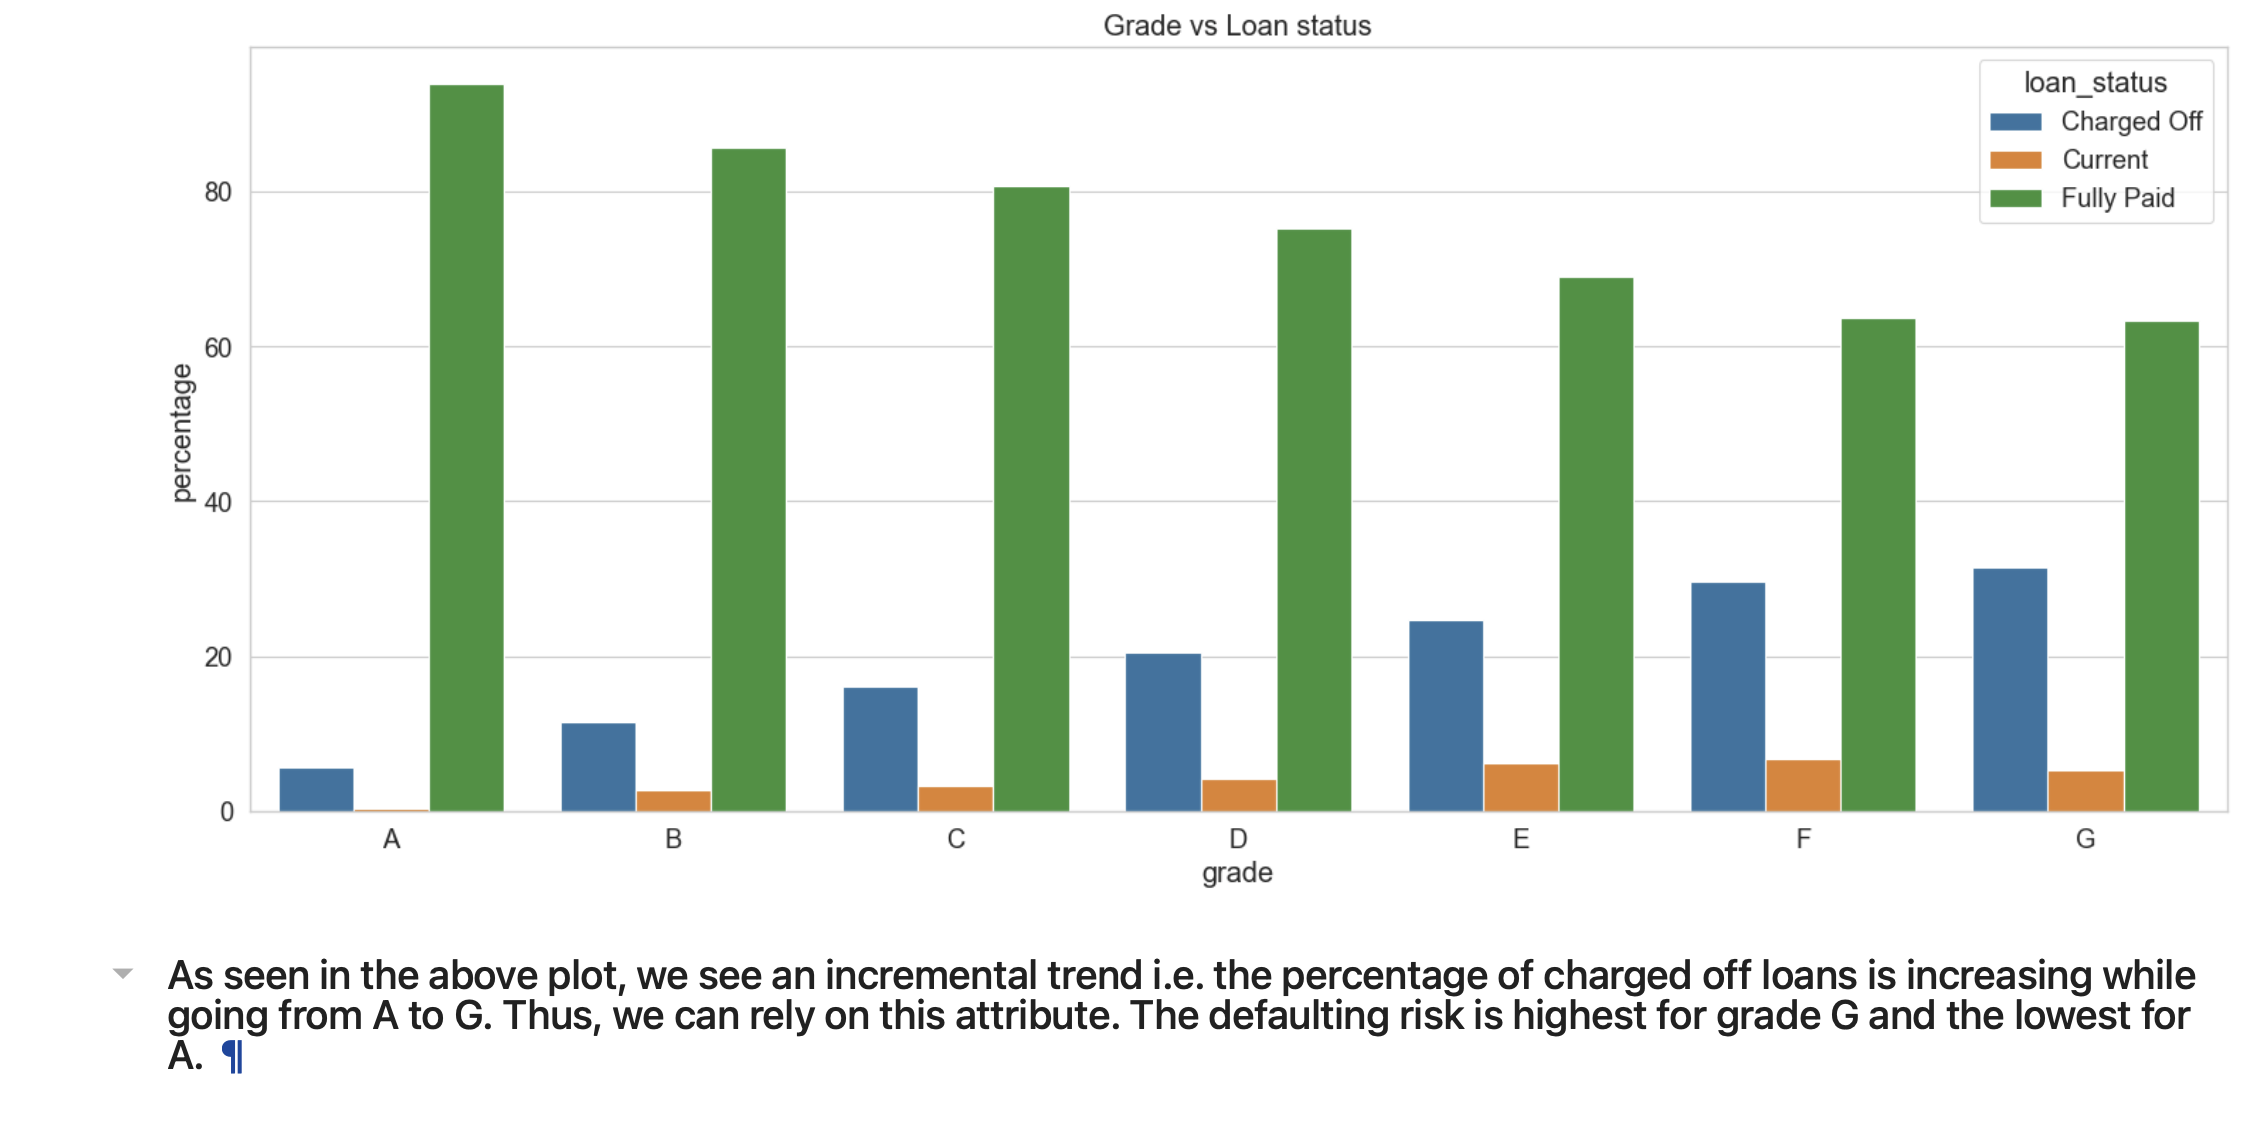 Grade vs Loan status
loan_status
Charged Off
Current
Fully Paid
80
60
40
20
0
percentage
A B C D E F G
grade
As seen in the above plot, we see an incremental trend i.e. the percentage of charged off loans is increasing while
going from A to G. Thus, we can rely on this attribute. The defaulting risk is highest for grade G and the lowest for
A. ¶